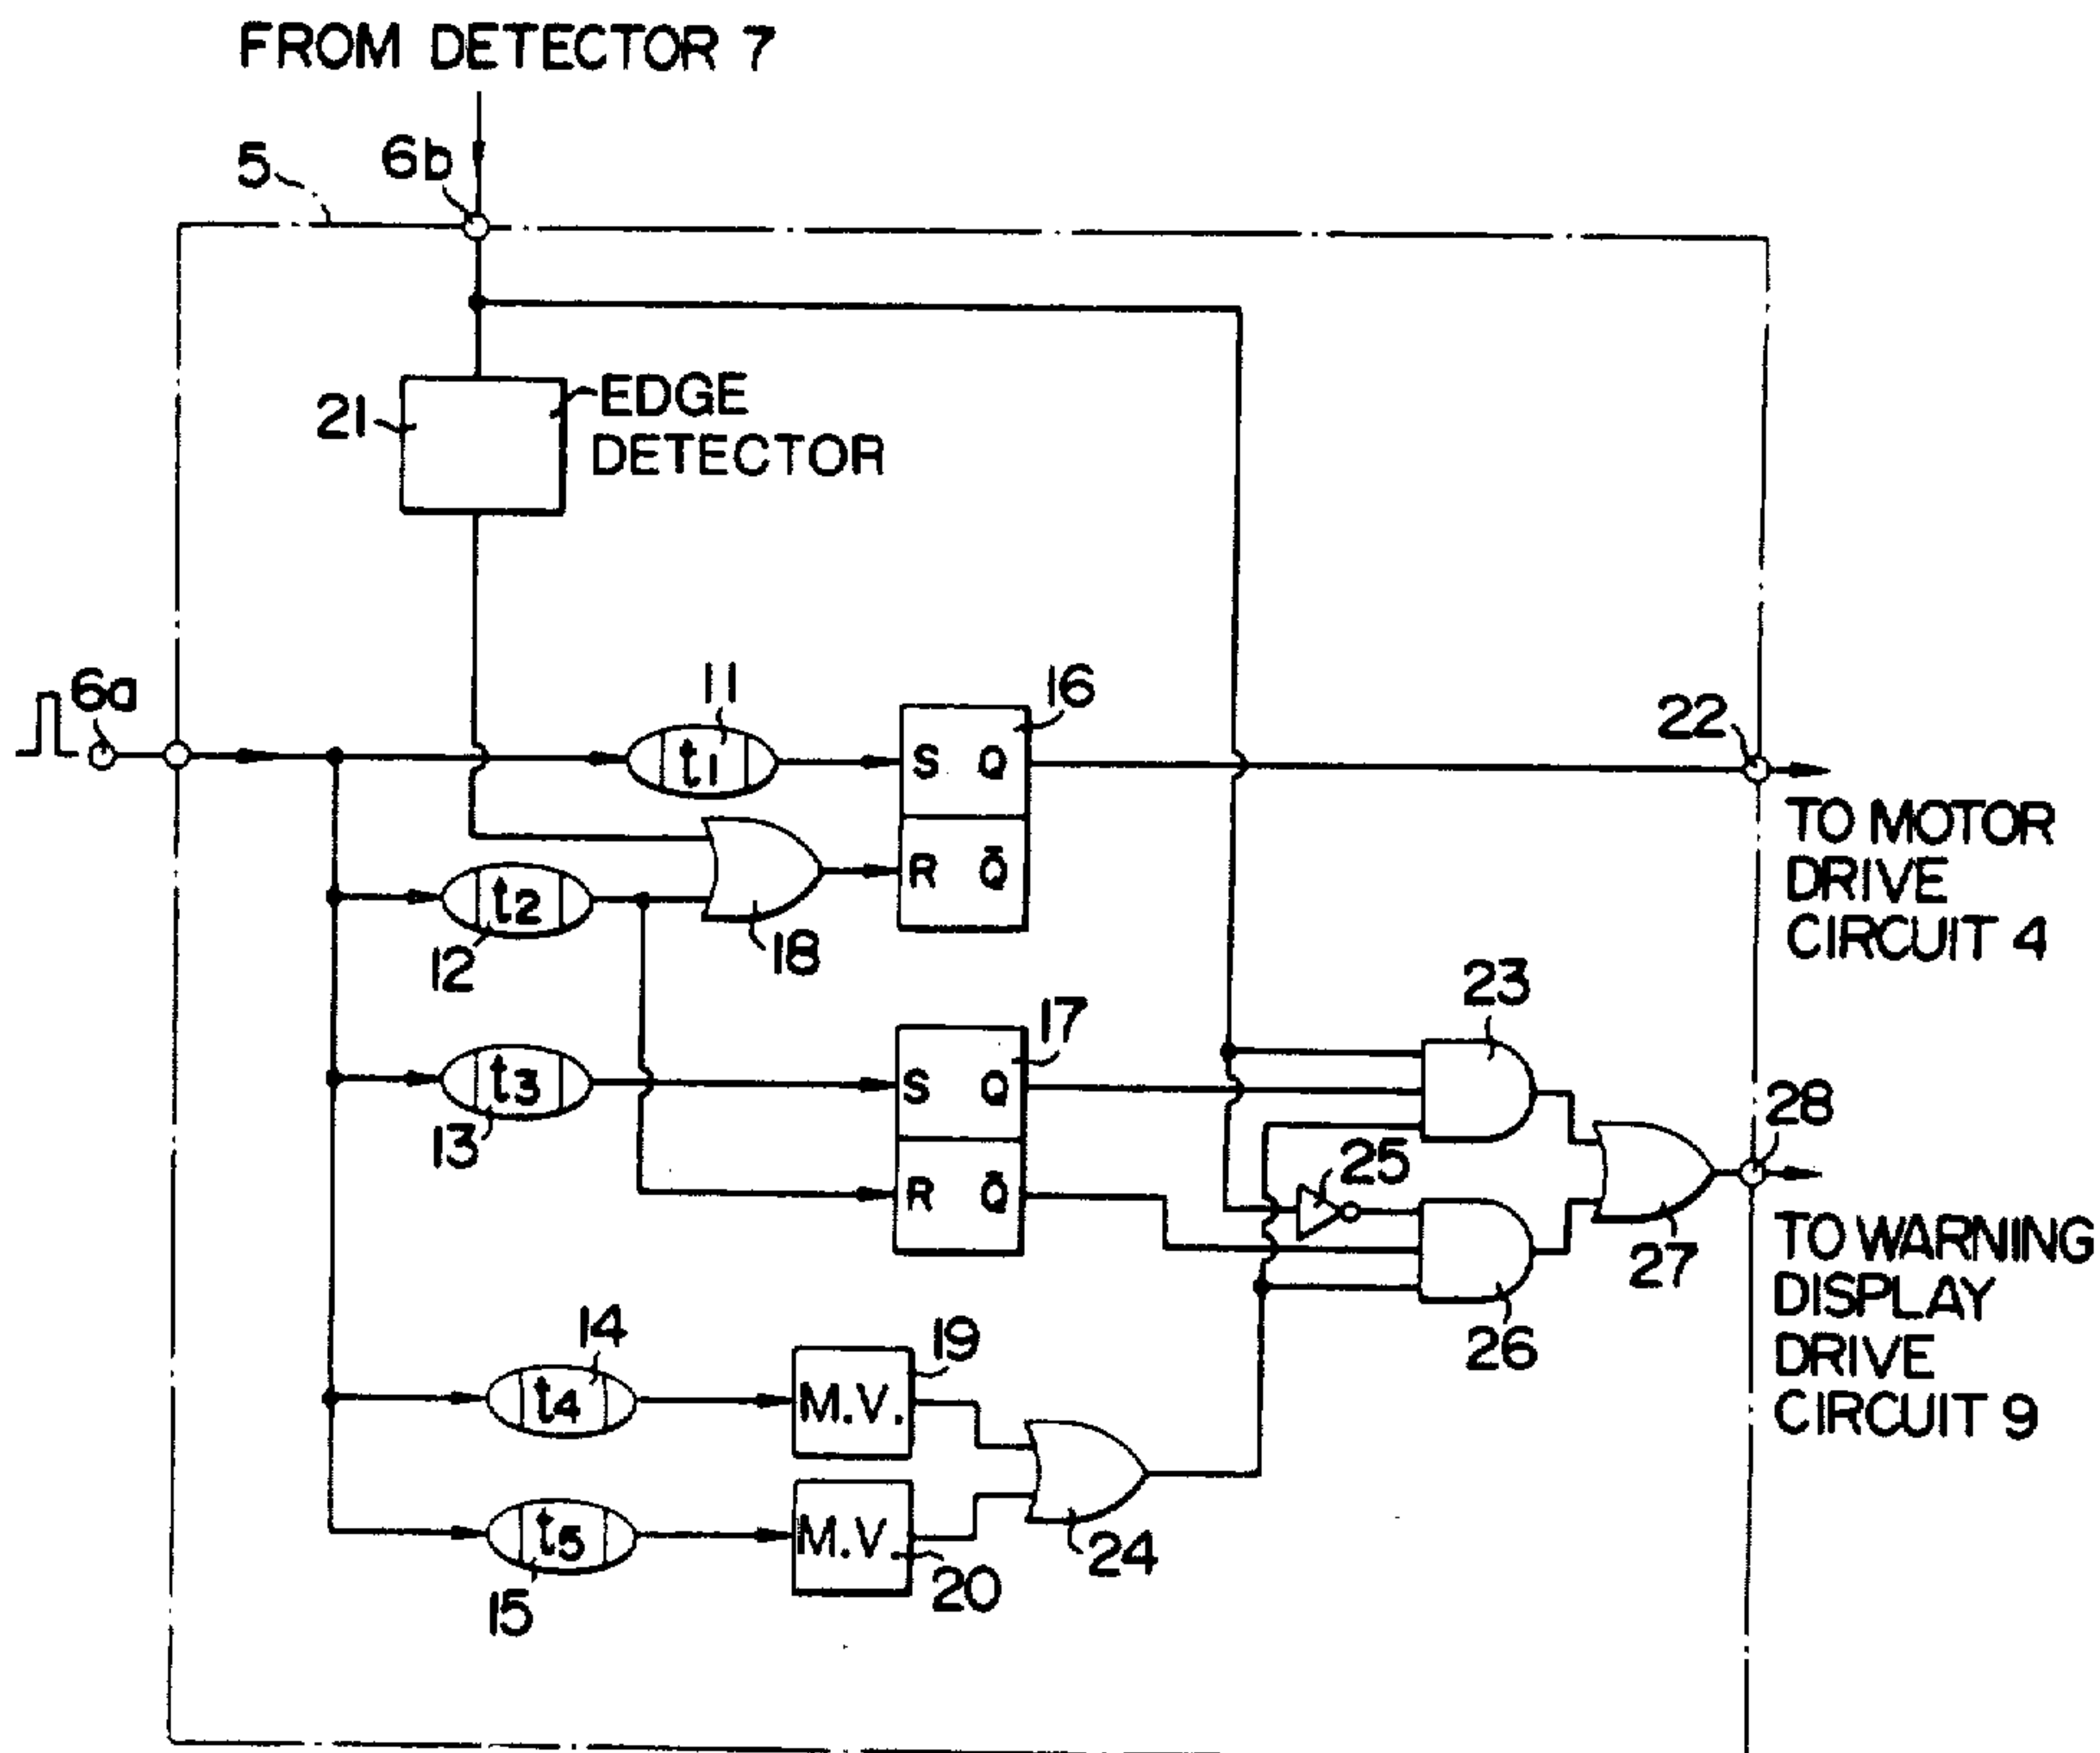 FROM DETECTOR 7
5
6b
21
EDGE
DETECTOR
6a
11
t1
16
S Q
22
TO MOTOR
DRIVE
CIRCUIT 4
R Q̄
t2
12
18
23
17
t3
13
S Q
28
25
R Q̄
TO WARNING
DISPLAY
DRIVE
CIRCUIT 9
27
26
14
t4
19
M.V.
24
t5
15
M.V.
20